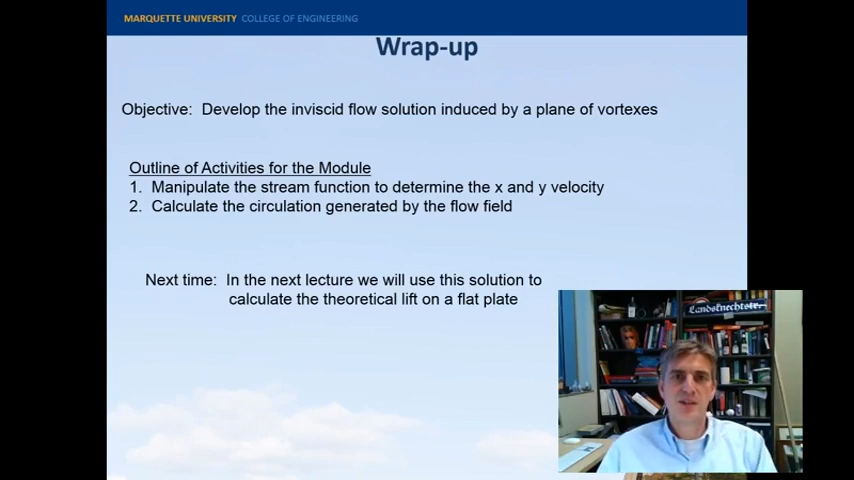 MARQUETTE UNIVERSITY COLLEGE OF ENGINEERING
Wrap-up
Objective: Develop the inviscid flow solution induced by a plane of vortexes
Outline of Activities for the Module
1. Manipulate the stream function to determine the x and y velocity
2. Calculate the circulation generated by the flow field
Next time: In the next lecture we will use this solution to
calculate the theoretical lift on a flat plate
Landsknechtstr.